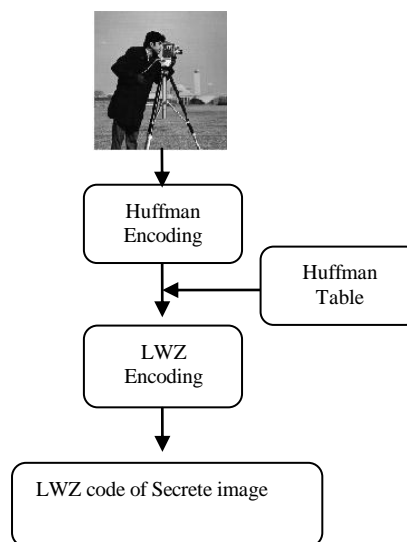 Huffman
Encoding
Huffman
Table
LWZ
Encoding
LWZ code of Secrete image